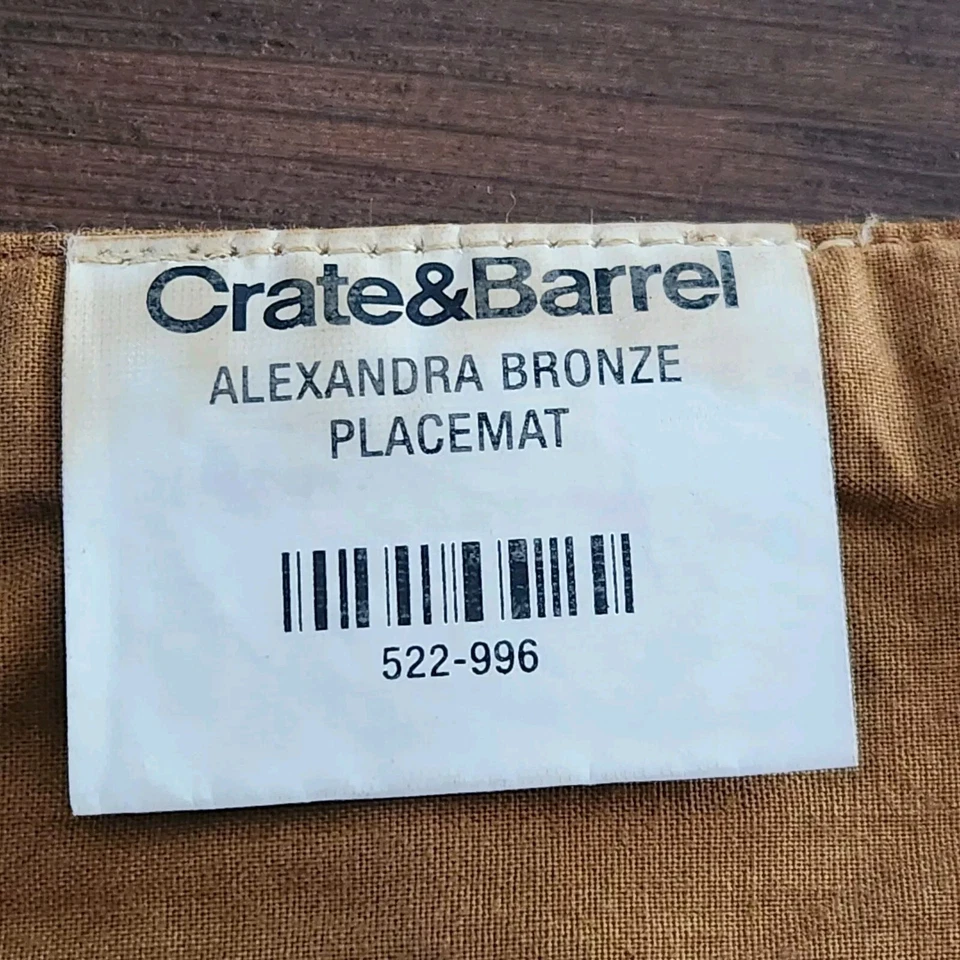 Crate&Barrel
ALEXANDRA BRONZE
PLACEMAT
522-996